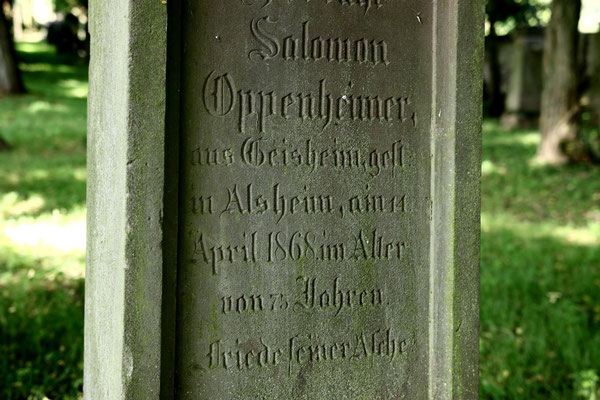 Salomon
Oppenheimer,
aus Geisheim, gest.
in Alsheim, am 14
April 1868 im Alter
von 75 Jahren
Friede seiner Asche